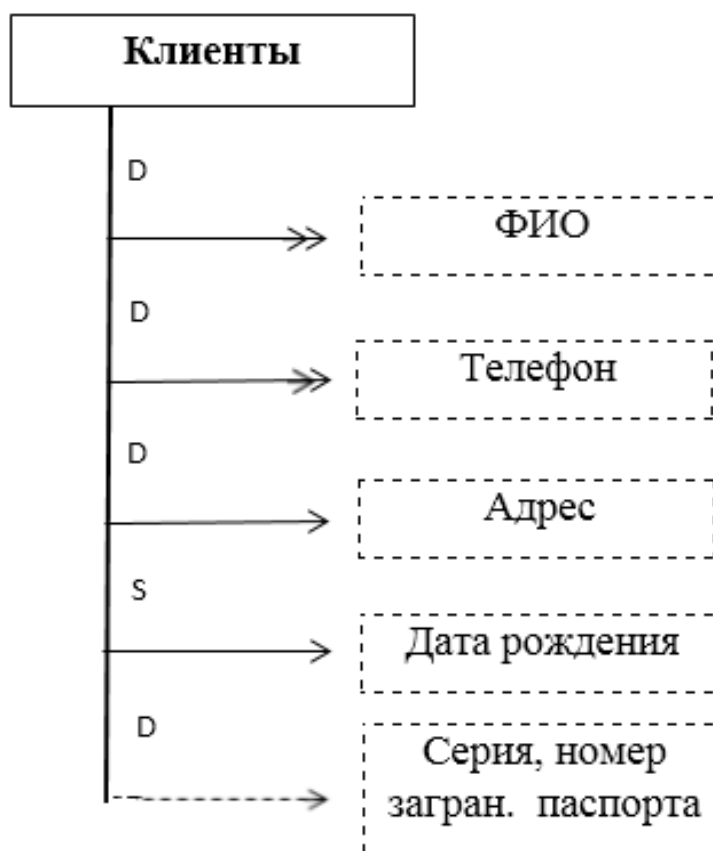 Клиенты
D
ФИО
D
Телефон
D
Адрес
S
Дата рождения
D
Серия, номер
загран. паспорта